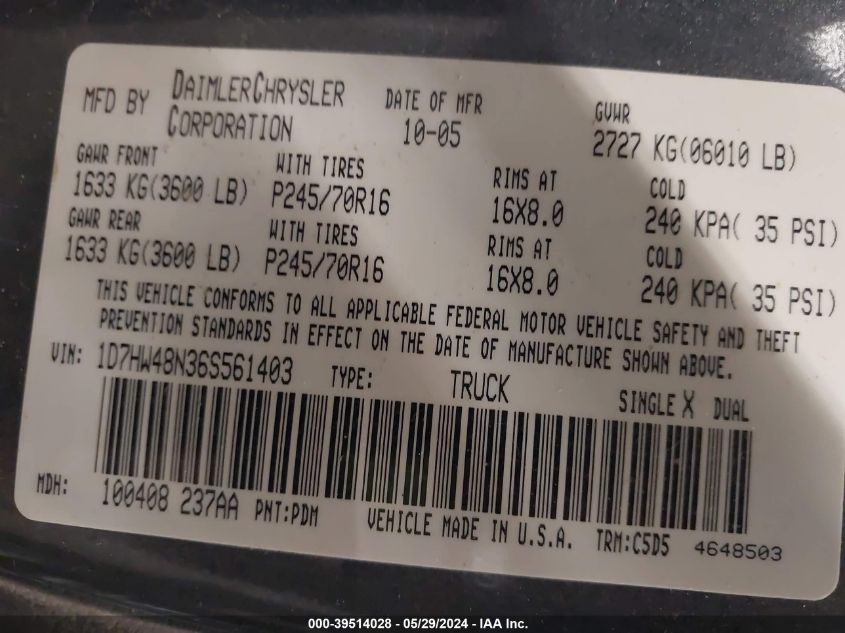 MFD BY DAIMLERCHRYSLER CORPORATION DATE OF MFR 10-05 GVWR 2727 KG(06010 LB)
GAWR FRONT WITH TIRES RIMS AT COLD
1633 KG(3600 LB) P245/70R16 16X8.0 240 KPA( 35 PSI)
GAWR REAR WITH TIRES RIMS AT COLD
1633 KG(3600 LB) P245/70R16 16X8.0 240 KPA( 35 PSI)
THIS VEHICLE CONFORMS TO ALL APPLICABLE FEDERAL MOTOR VEHICLE SAFETY AND THEFT
PREVENTION STANDARDS IN EFFECT ON THE DATE OF MANUFACTURE SHOWN ABOVE.
VIN: 1D7HW48N36S561403 TYPE: TRUCK SINGLE X DUAL
MDH: 100408 237AA PNT:PDM VEHICLE MADE IN U.S.A. TRM:C5D5 4648503
000-39514028 - 05/29/2024 - IAA Inc.